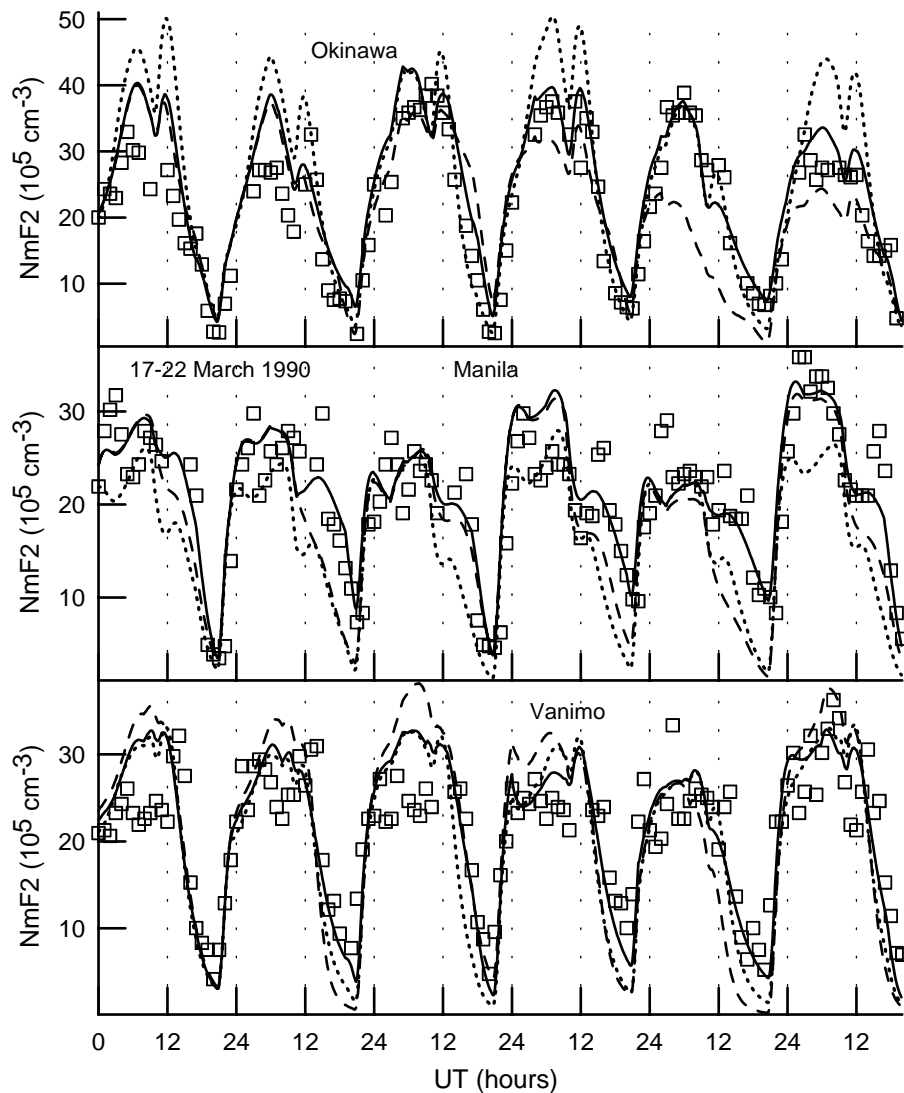 50
40
30
20
10
NmF2 (10⁵ cm⁻³)
Okinawa
17-22 March 1990
Manila
30
20
10
NmF2 (10⁵ cm⁻³)
Vanimo
30
20
10
NmF2 (10⁵ cm⁻³)
0 12 24 12 24 12 24 12 24 12 24 12
UT (hours)